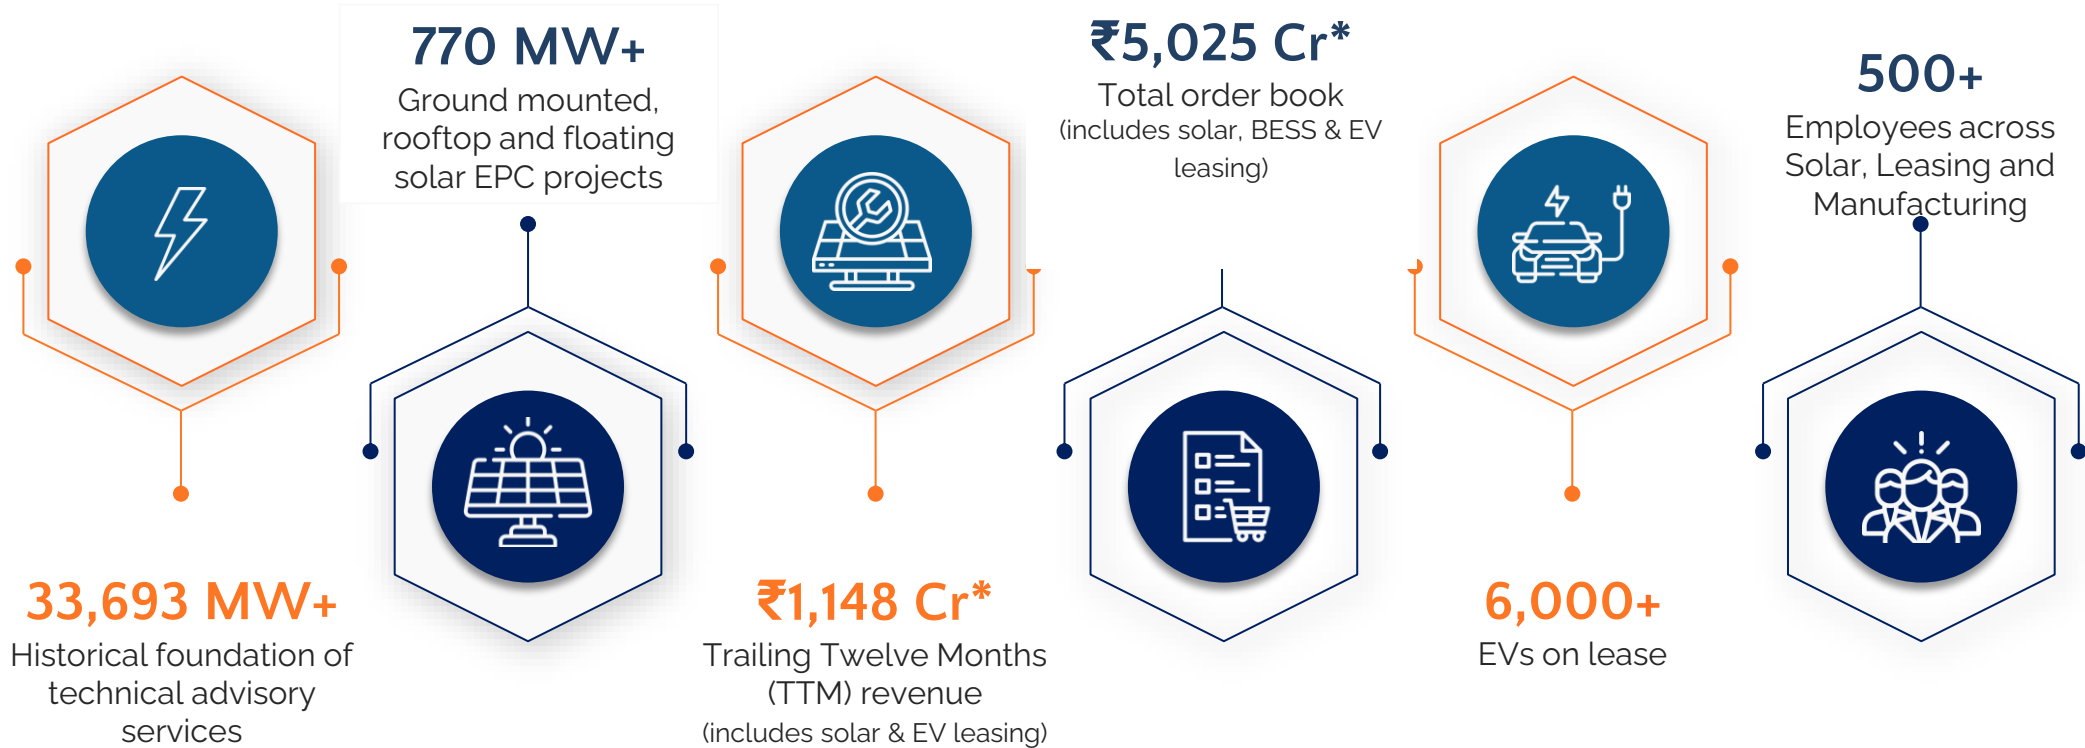 33,693 MW+
Historical foundation of
technical advisory
services
770 MW+
Ground mounted,
rooftop and floating
solar EPC projects
₹1,148 Cr*
Trailing Twelve Months
(TTM) revenue
(includes solar & EV leasing)
₹5,025 Cr*
Total order book
(includes solar, BESS & EV
leasing)
6,000+
EVs on lease
500+
Employees across
Solar, Leasing and
Manufacturing